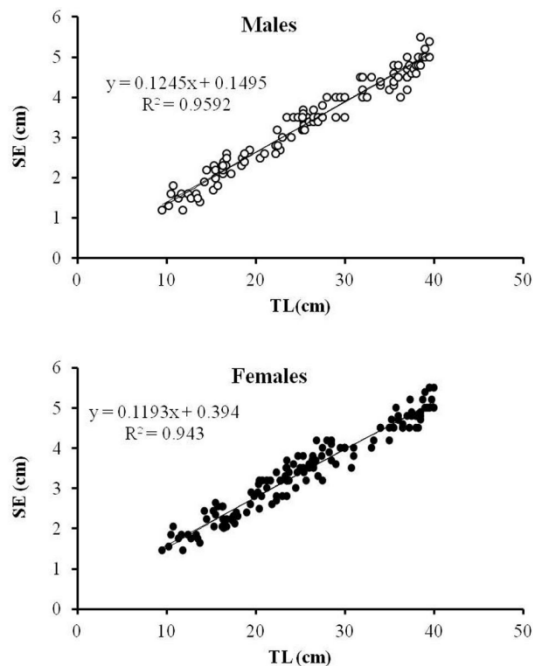 Males
y = 0.1245x + 0.1495
R² = 0.9592
SE (cm)
6
5
4
3
2
1
0
0 10 20 30 40 50
TL(cm)
Females
y = 0.1193x + 0.394
R² = 0.943
SE (cm)
6
5
4
3
2
1
0
0 10 20 30 40 50
TL(cm)